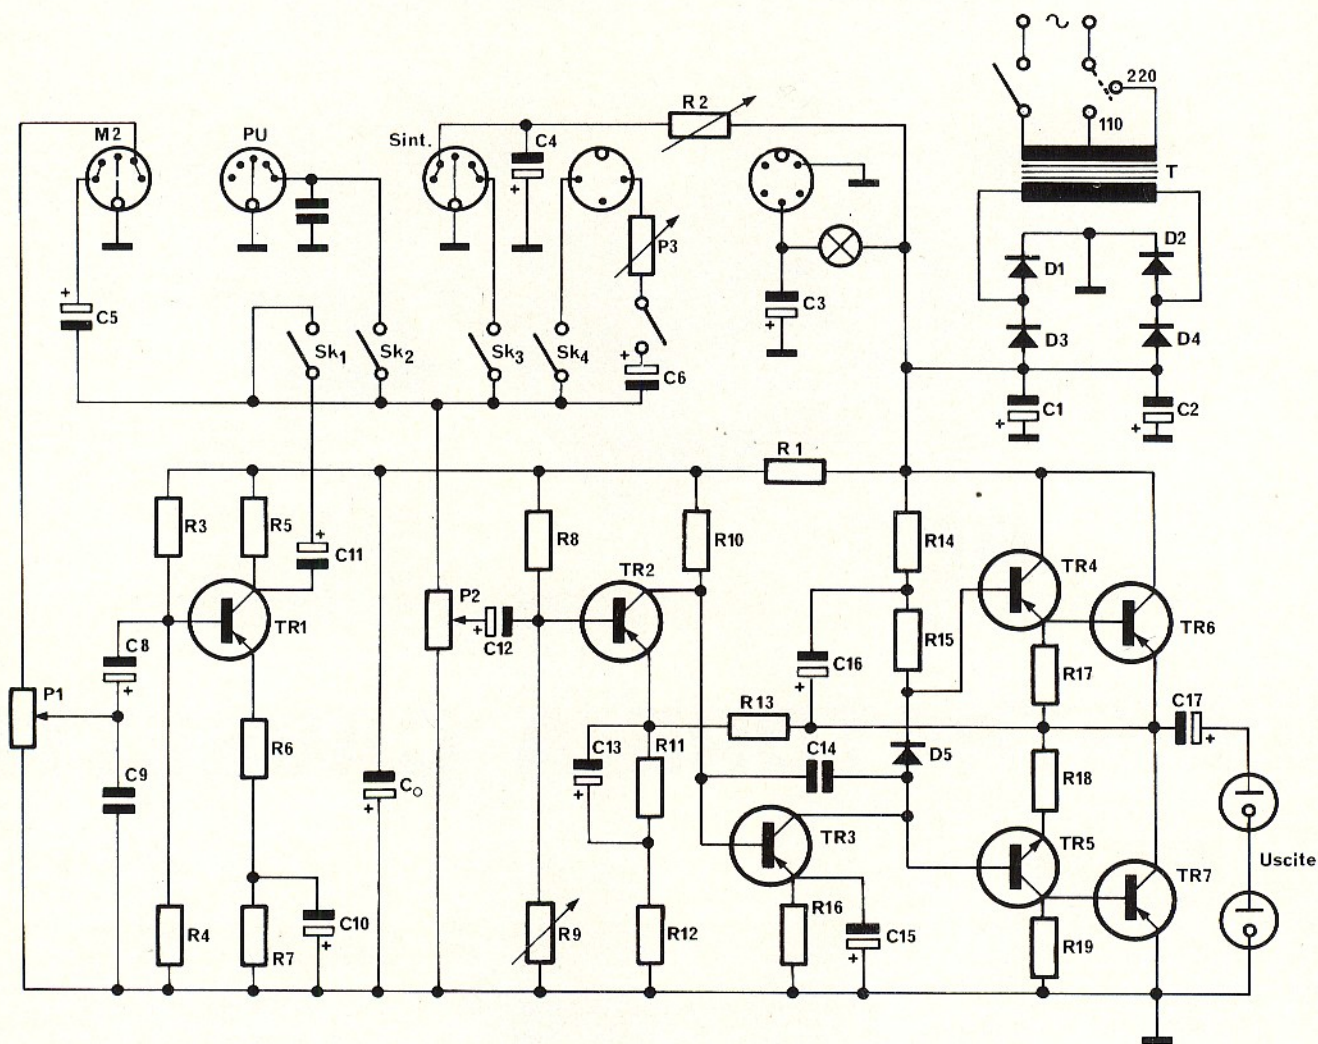 220
110
T
M2
PU
Sint.
C4
R2
P3
C3
D1
D2
D3
D4
C5
Sk1
Sk2
Sk3
Sk4
C6
C1
C2
R1
R3
R5
C11
R8
R10
R14
TR4
TR1
P2
C12
TR2
R15
TR6
C8
P1
C16
R17
R6
R13
C17
C9
C0
C13
R11
C14
D5
R18
TR3
TR5
TR7
Uscite
R4
R7
C10
R9
R12
R16
C15
R19